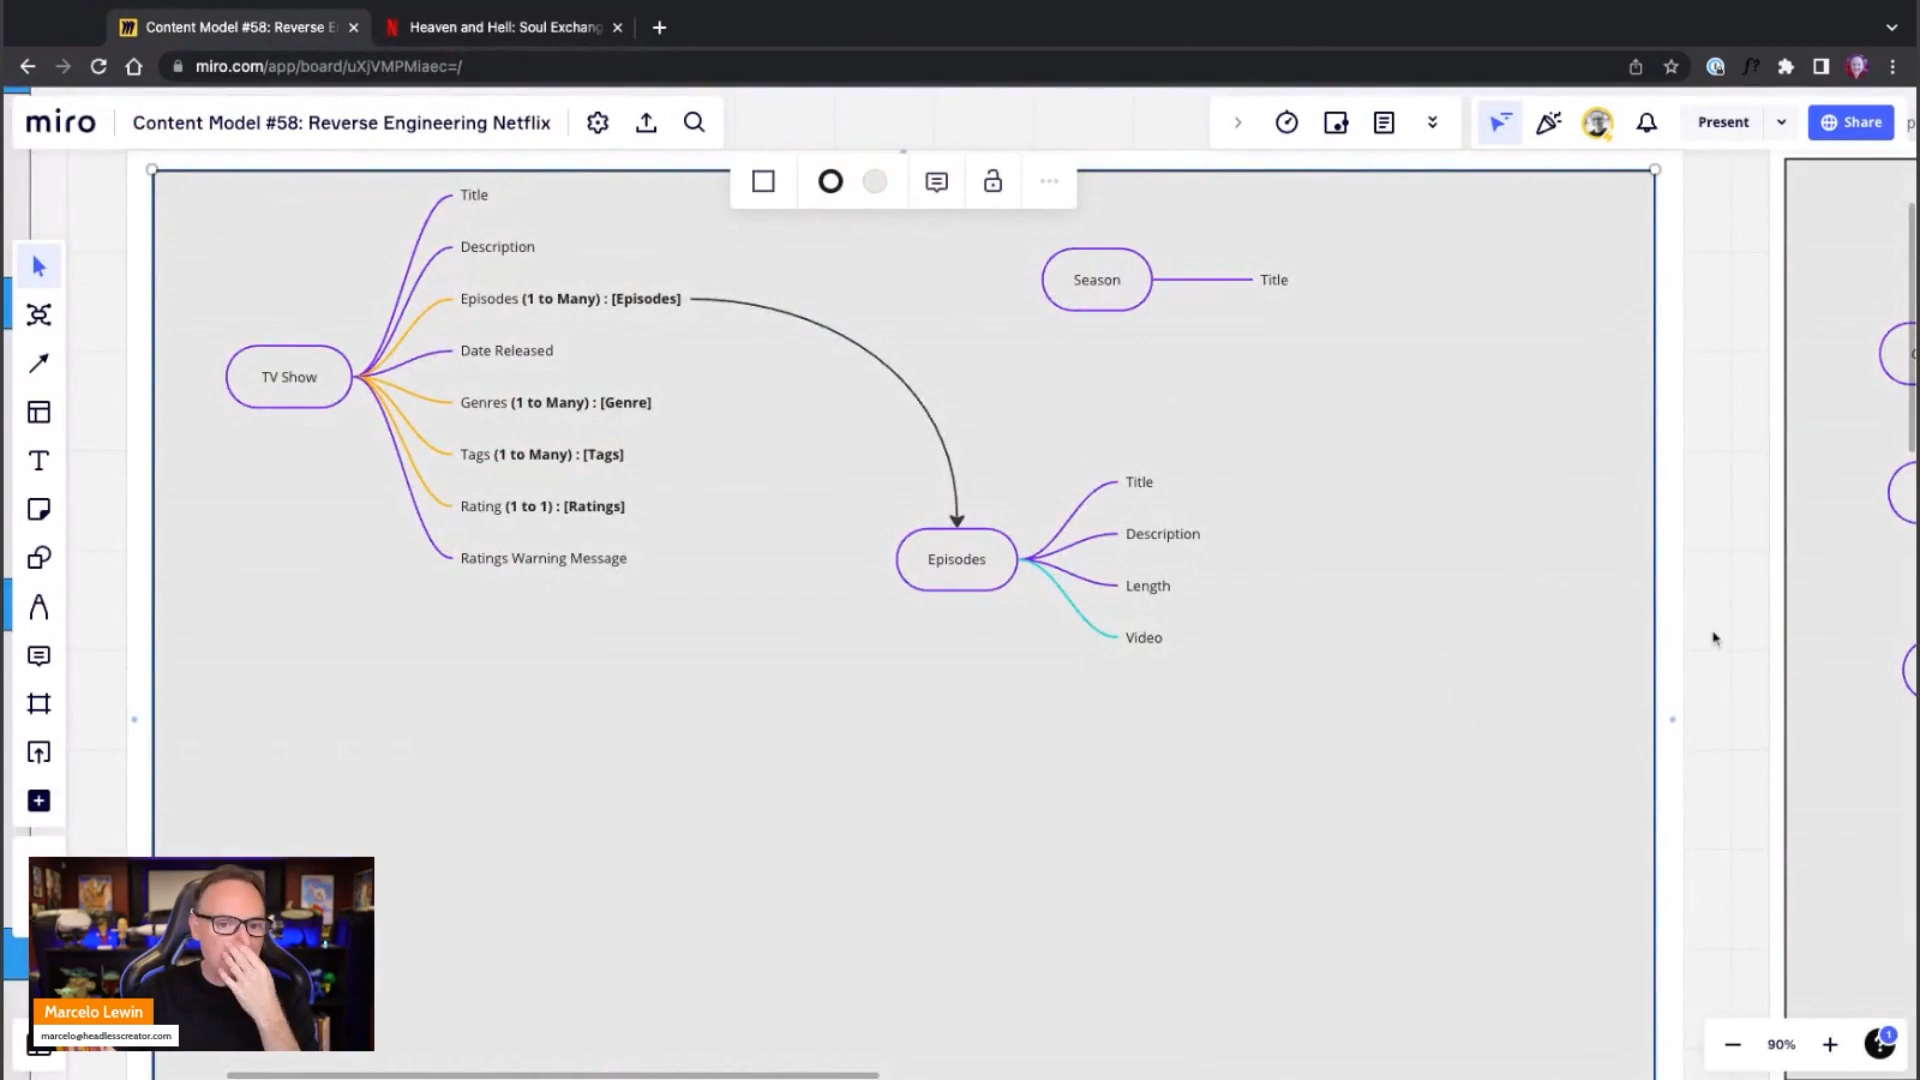 Content Model #58: Reverse E
Heaven and Hell: Soul Exchang
miro.com/app/board/uXjVMPMiaec=/
miro
Content Model #58: Reverse Engineering Netflix
Present
Share
Title
Description
Episodes (1 to Many) : [Episodes]
Date Released
Genres (1 to Many) : [Genre]
Tags (1 to Many) : [Tags]
Rating (1 to 1) : [Ratings]
Ratings Warning Message
TV Show
Season
Title
Episodes
Title
Description
Length
Video
Marcelo Lewin
marcelo@headlesscreator.com
90%
1